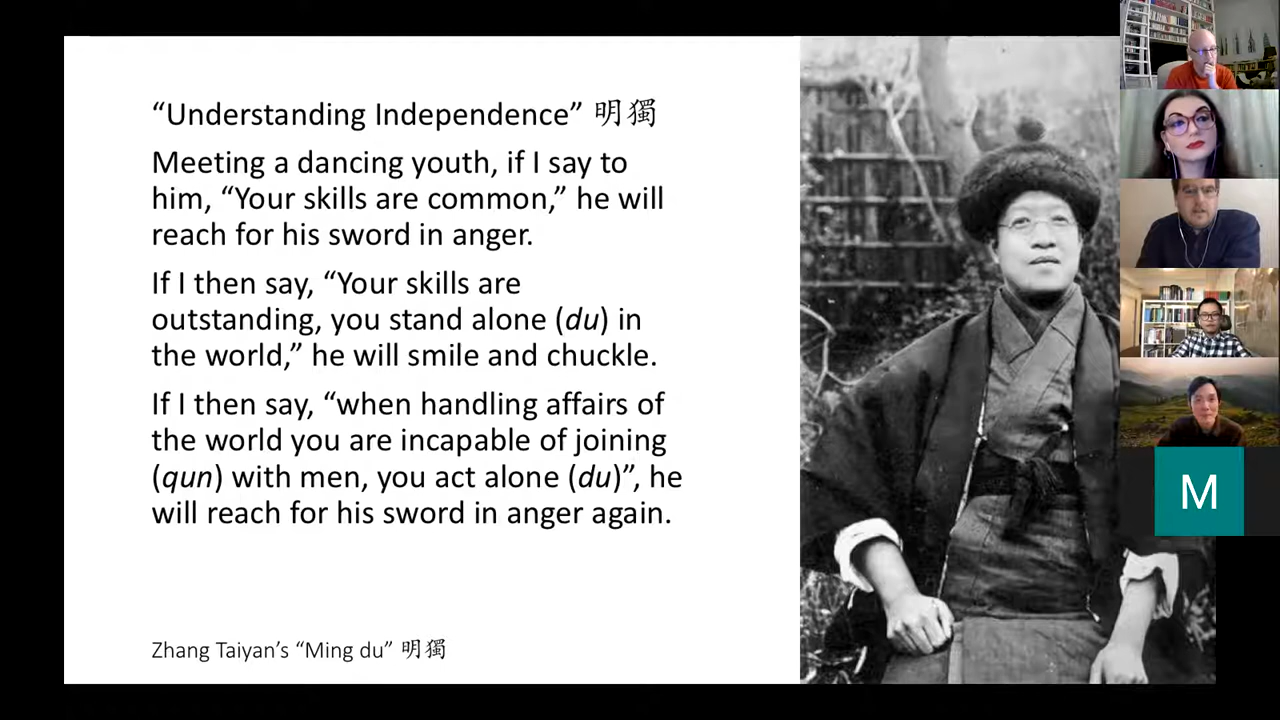 “Understanding Independence” 明獨
Meeting a dancing youth, if I say to
him, “Your skills are common,” he will
reach for his sword in anger.
If I then say, “Your skills are
outstanding, you stand alone (du) in
the world,” he will smile and chuckle.
If I then say, “when handling affairs of
the world you are incapable of joining
(qun) with men, you act alone (du)”, he
will reach for his sword in anger again.
Zhang Taiyan’s “Ming du” 明獨
M